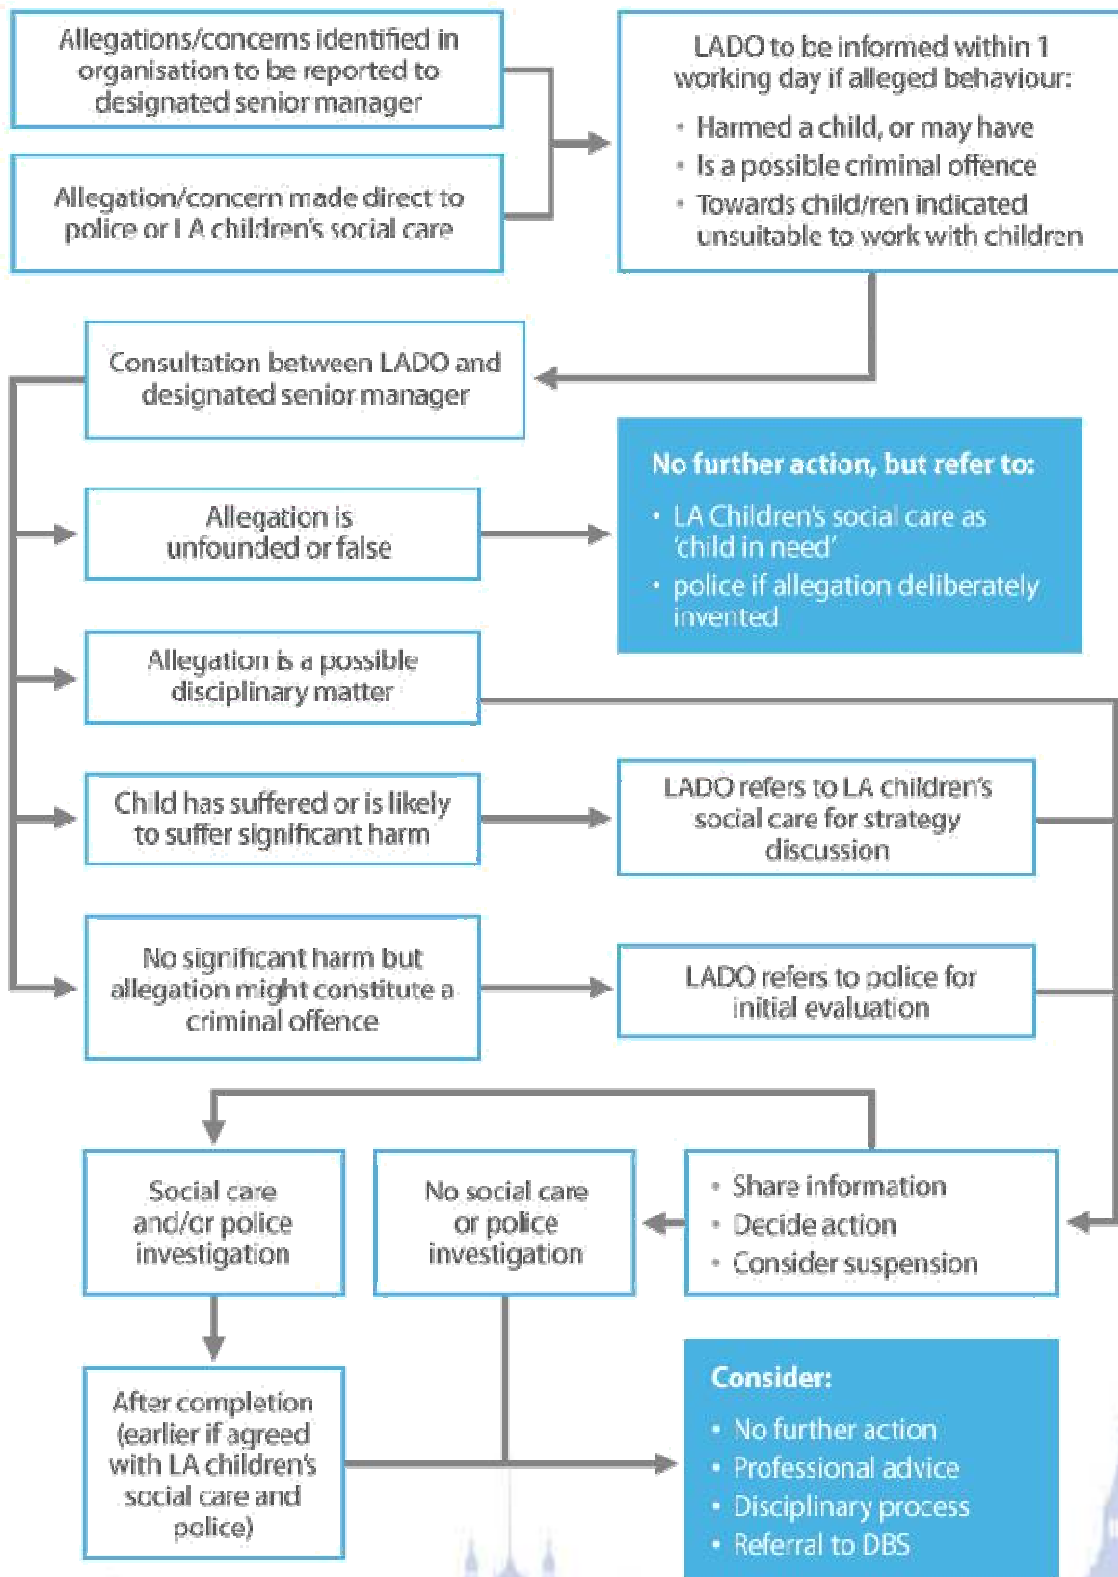 Allegations/concerns identified in
organisation to be reported to
designated senior manager
LADO to be informed within 1
working day if alleged behaviour:
• Harmed a child, or may have
• Is a possible criminal offence
• Towards child/ren indicated
unsuitable to work with children
Allegation/concern made direct to
police or LA children's social care
Consultation between LADO and
designated senior manager
Allegation is
unfounded or false
No further action, but refer to:
• LA Children's social care as
'child in need'
• police if allegation deliberately
invented
Allegation is a possible
disciplinary matter
Child has suffered or is likely
to suffer significant harm
LADO refers to LA children's
social care for strategy
discussion
No significant harm but
allegation might constitute a
criminal offence
LADO refers to police for
initial evaluation
Social care
and/or police
investigation
No social care
or police
investigation
• Share information
• Decide action
• Consider suspension
After completion
(earlier if agreed
with LA children's
social care and
police)
Consider:
• No further action
• Professional advice
• Disciplinary process
• Referral to DBS